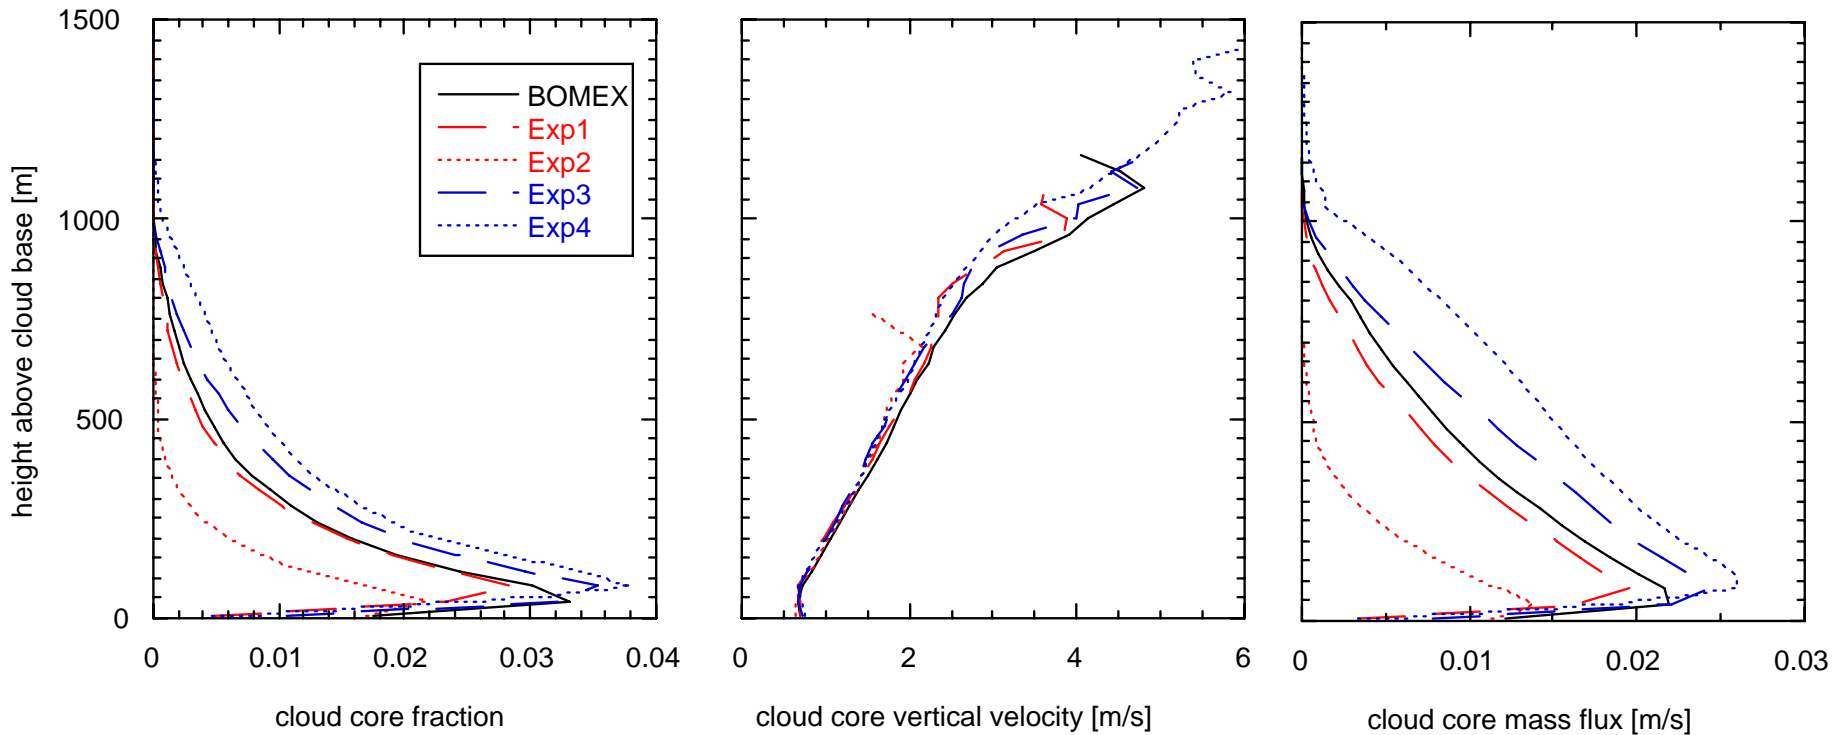 1500
1000
500
0
height above cloud base [m]
BOMEX
Exp1
Exp2
Exp3
Exp4
0 0.01 0.02 0.03 0.04
cloud core fraction
0 2 4 6
cloud core vertical velocity [m/s]
0 0.01 0.02 0.03
cloud core mass flux [m/s]